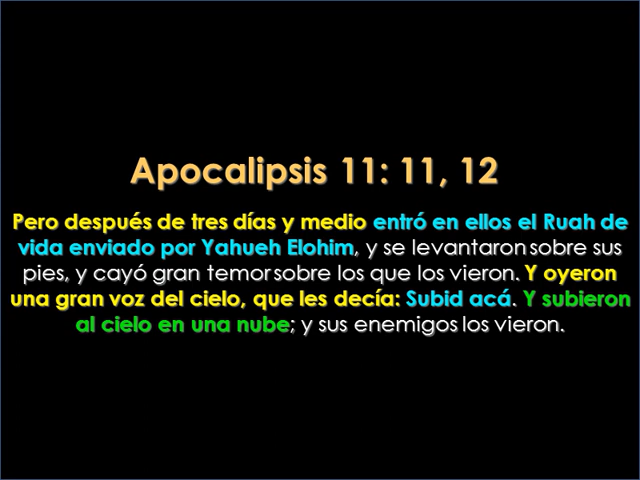 Apocalipsis 11: 11, 12
Pero después de tres días y medio entró en ellos el Ruah de
vida enviado por Yahueh Elohim, y se levantaron sobre sus
pies, y cayó gran temor sobre los que los vieron. Y oyeron
una gran voz del cielo, que les decía: Subid acá. Y subieron
al cielo en una nube; y sus enemigos los vieron.